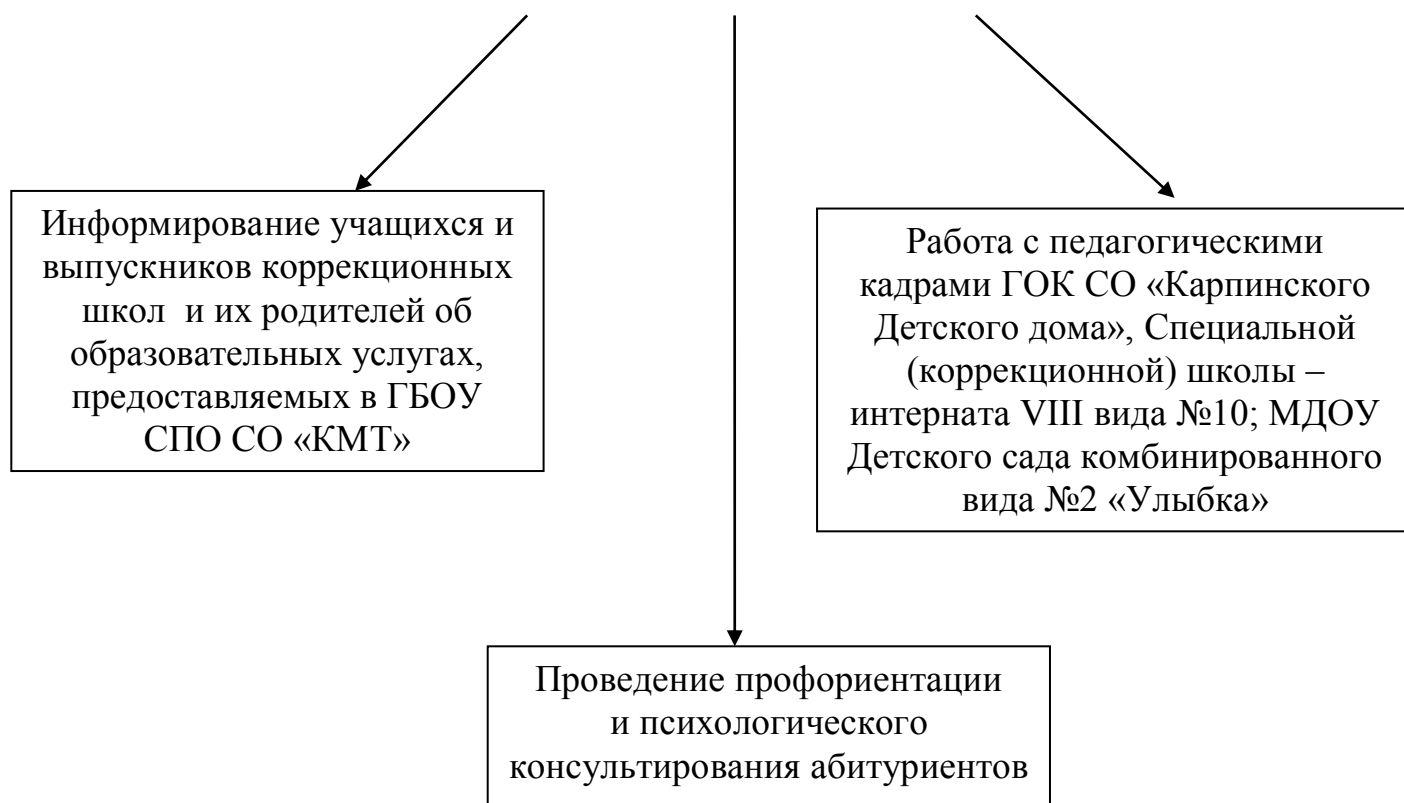 Информирование учащихся и
выпускников коррекционных
школ и их родителей об
образовательных услугах,
предоставляемых в ГБОУ
СПО СО «КМТ»
Работа с педагогическими
кадрами ГОК СО «Карпинского
Детского дома», Специальной
(коррекционной) школы –
интерната VIII вида №10; МДОУ
Детского сада комбинированного
вида №2 «Улыбка»
Проведение профориентации
и психологического
консультирования абитуриентов